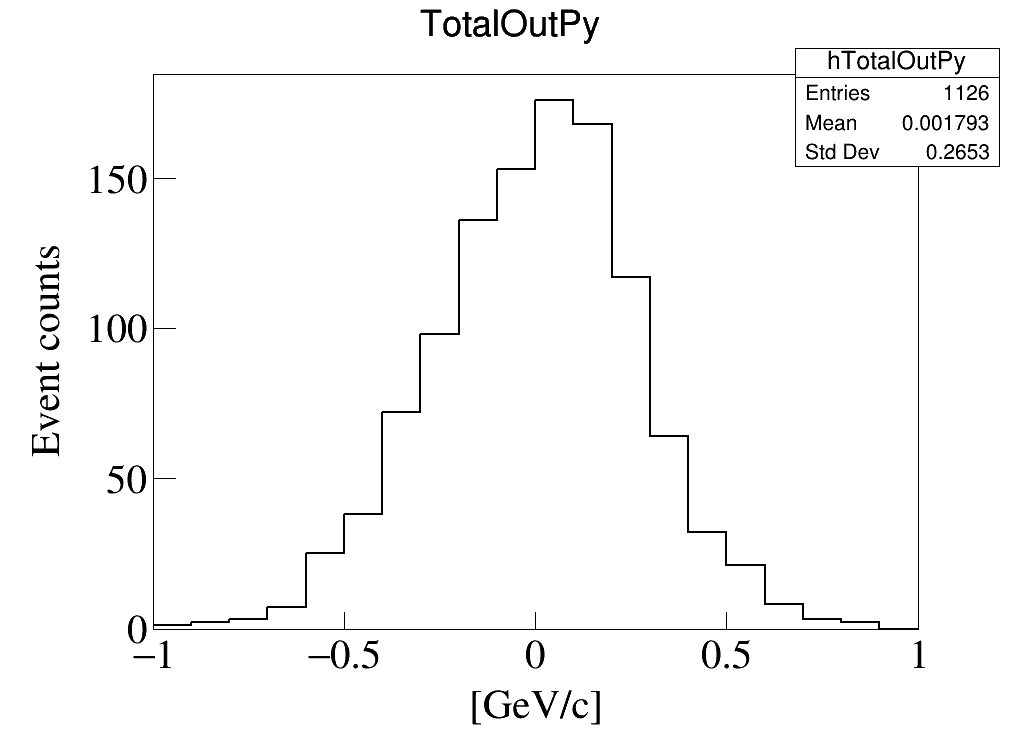 TotalOutPy
hTotalOutPy
Entries 1126
Mean 0.001793
Std Dev 0.2653
Event counts
150
100
50
0
−1 −0.5 0 0.5 1
[GeV/c]